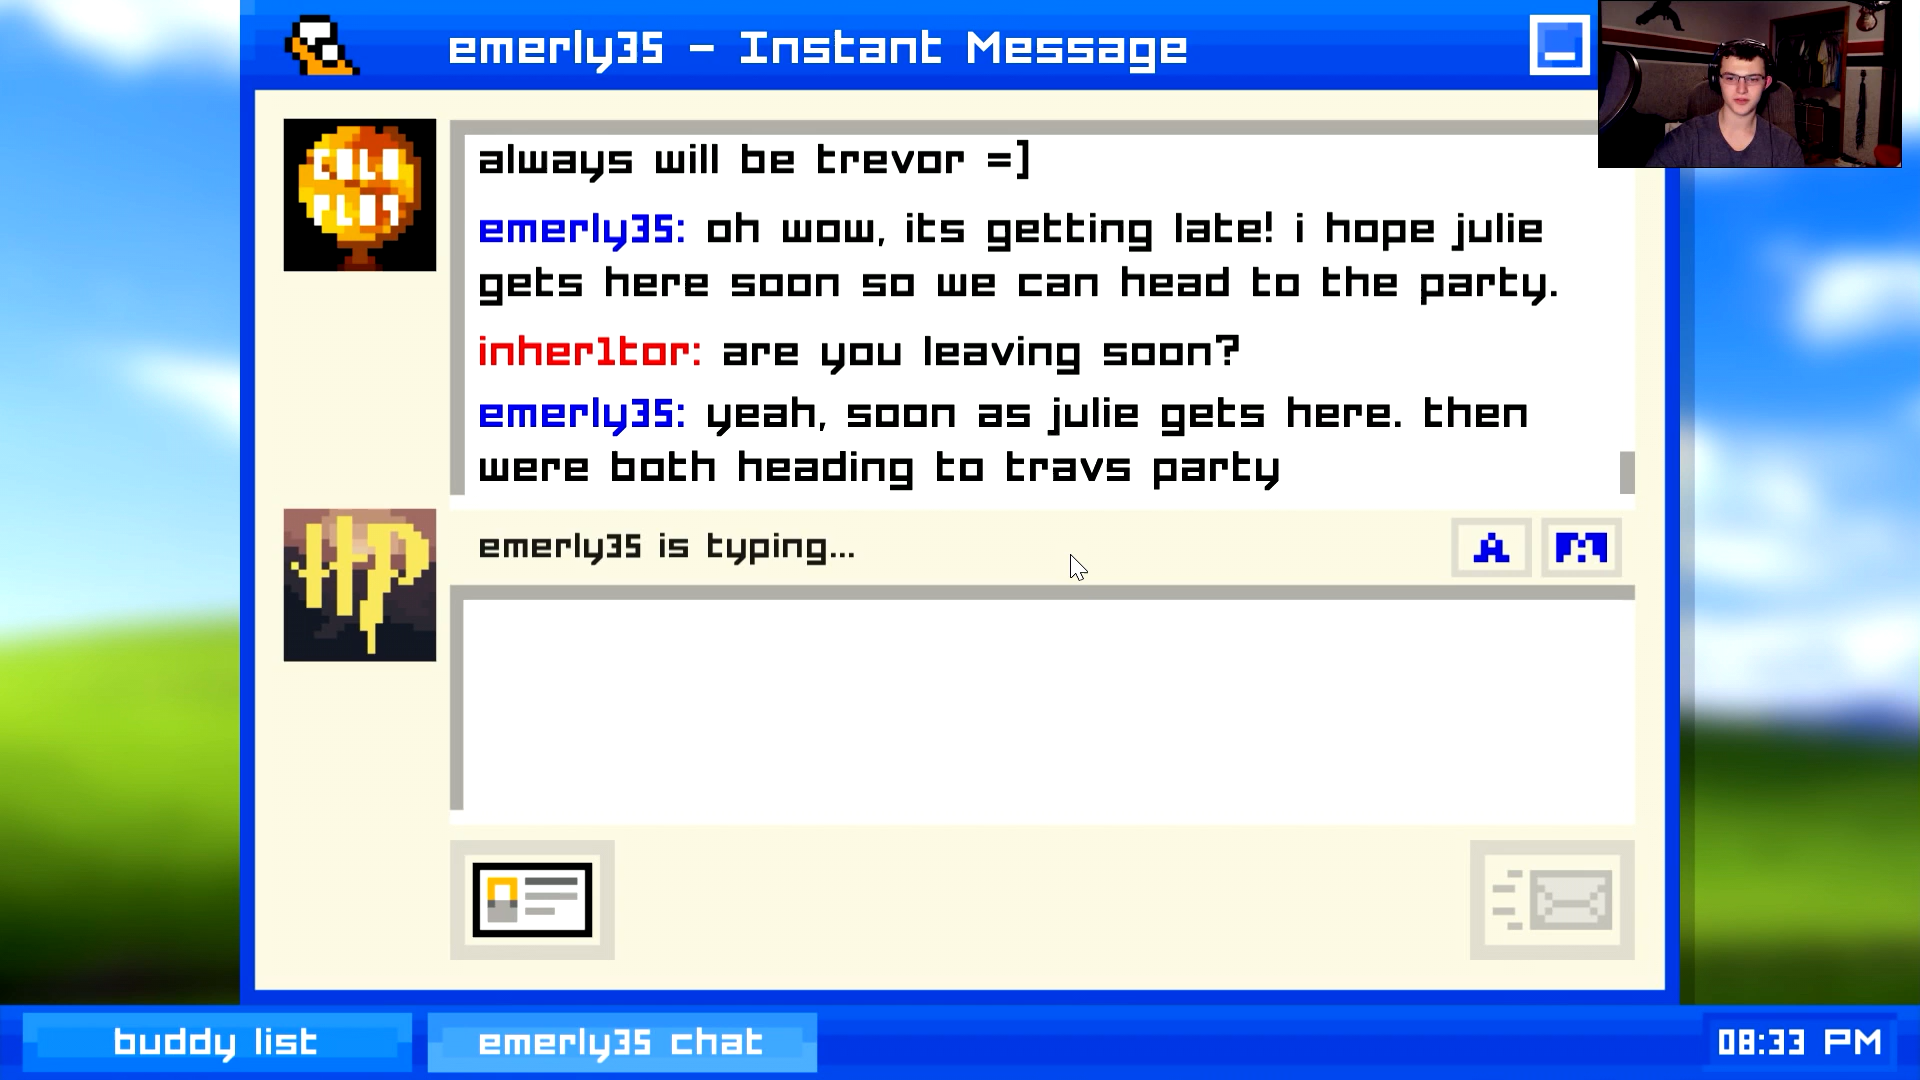 emerly35 - Instant Message
always will be trevor =]
emerly35: oh wow, its getting late! i hope julie
gets here soon so we can head to the party.
inher1tor: are you leaving soon?
emerly35: yeah, soon as julie gets here. then
were both heading to travs party
emerly35 is typing...
A
HP
buddy list
emerly35 chat
08:33 PM